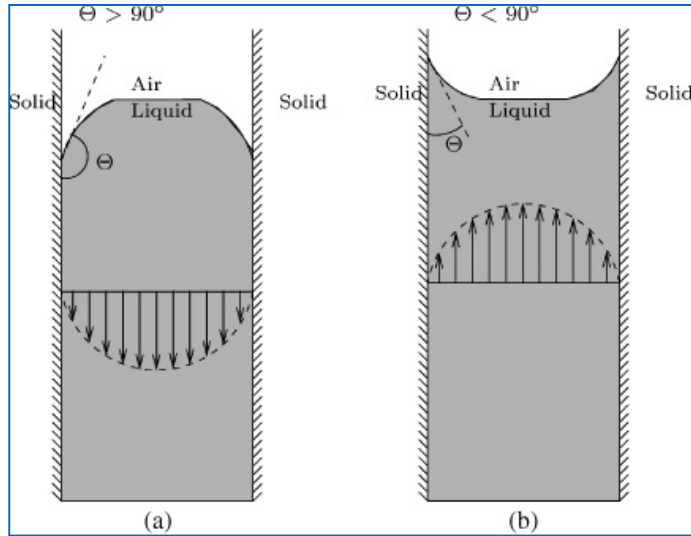 Θ > 90°
Θ < 90°
Air
Solid
Liquid
Solid
Θ
Air
Solid
Liquid
Solid
Θ
(a)
(b)